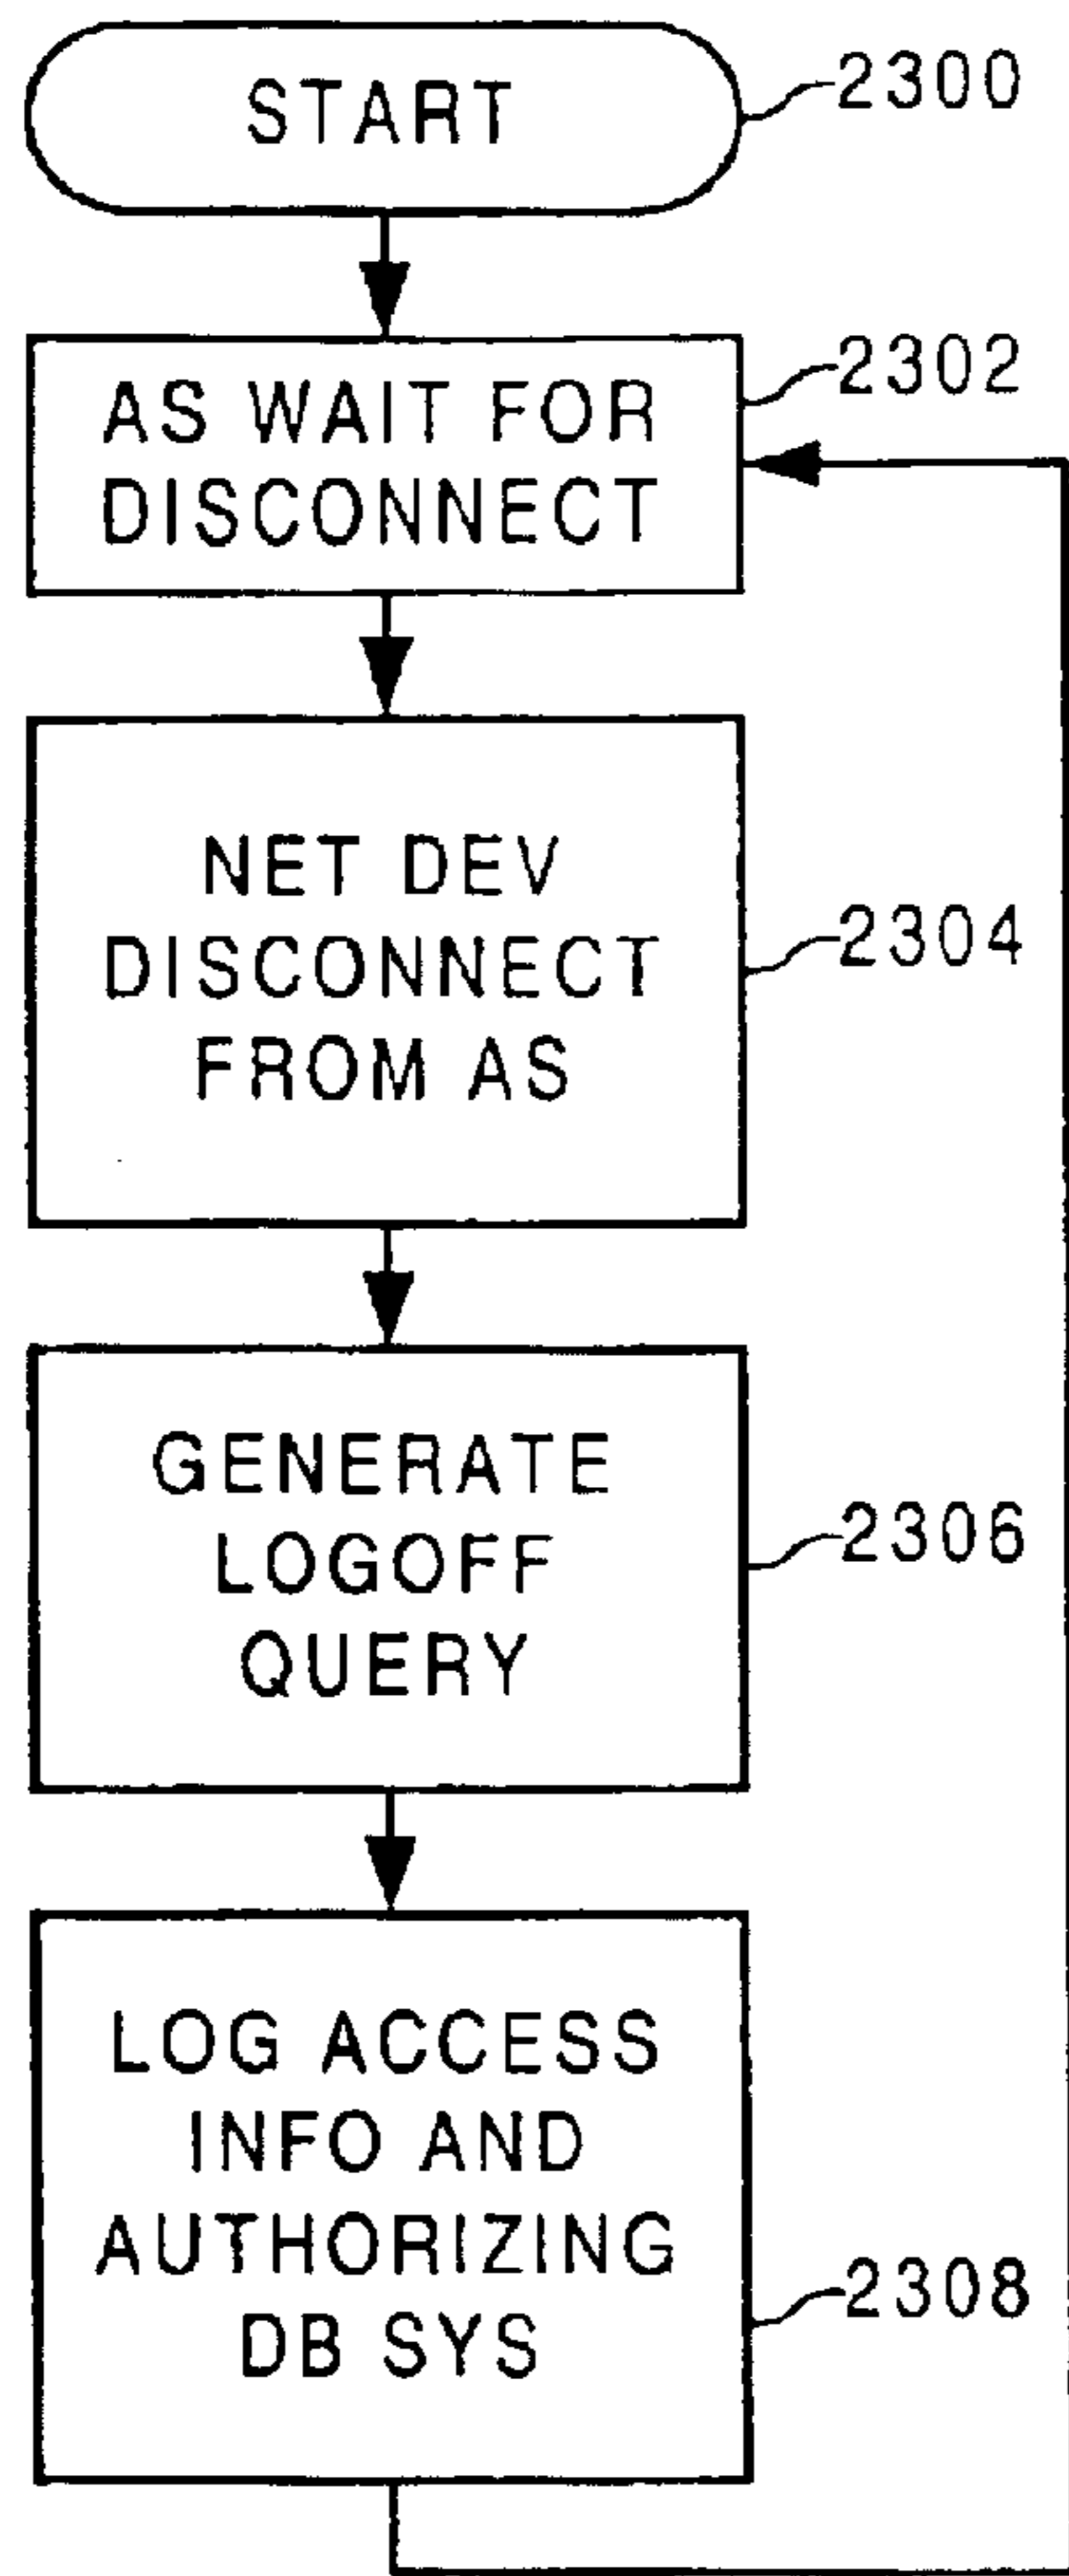 START
2300
AS WAIT FOR
DISCONNECT
2302
NET DEV
DISCONNECT
FROM AS
2304
GENERATE
LOGOFF
QUERY
2306
LOG ACCESS
INFO AND
AUTHORIZING
DB SYS
2308